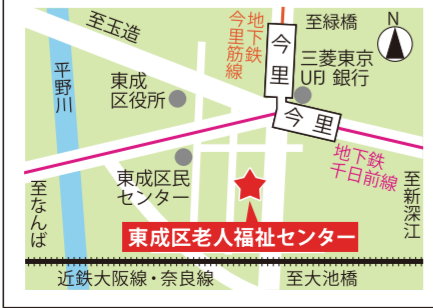 至玉造
地下鉄
今里筋線
至緑橋
N
今里
三菱東京
UFJ 銀行
平野川
東成
区役所
今里
地下鉄
千日前線
東成区民
センター
至なんば
至新深江
東成区老人福祉センター
近鉄大阪線・奈良線
至大池橋